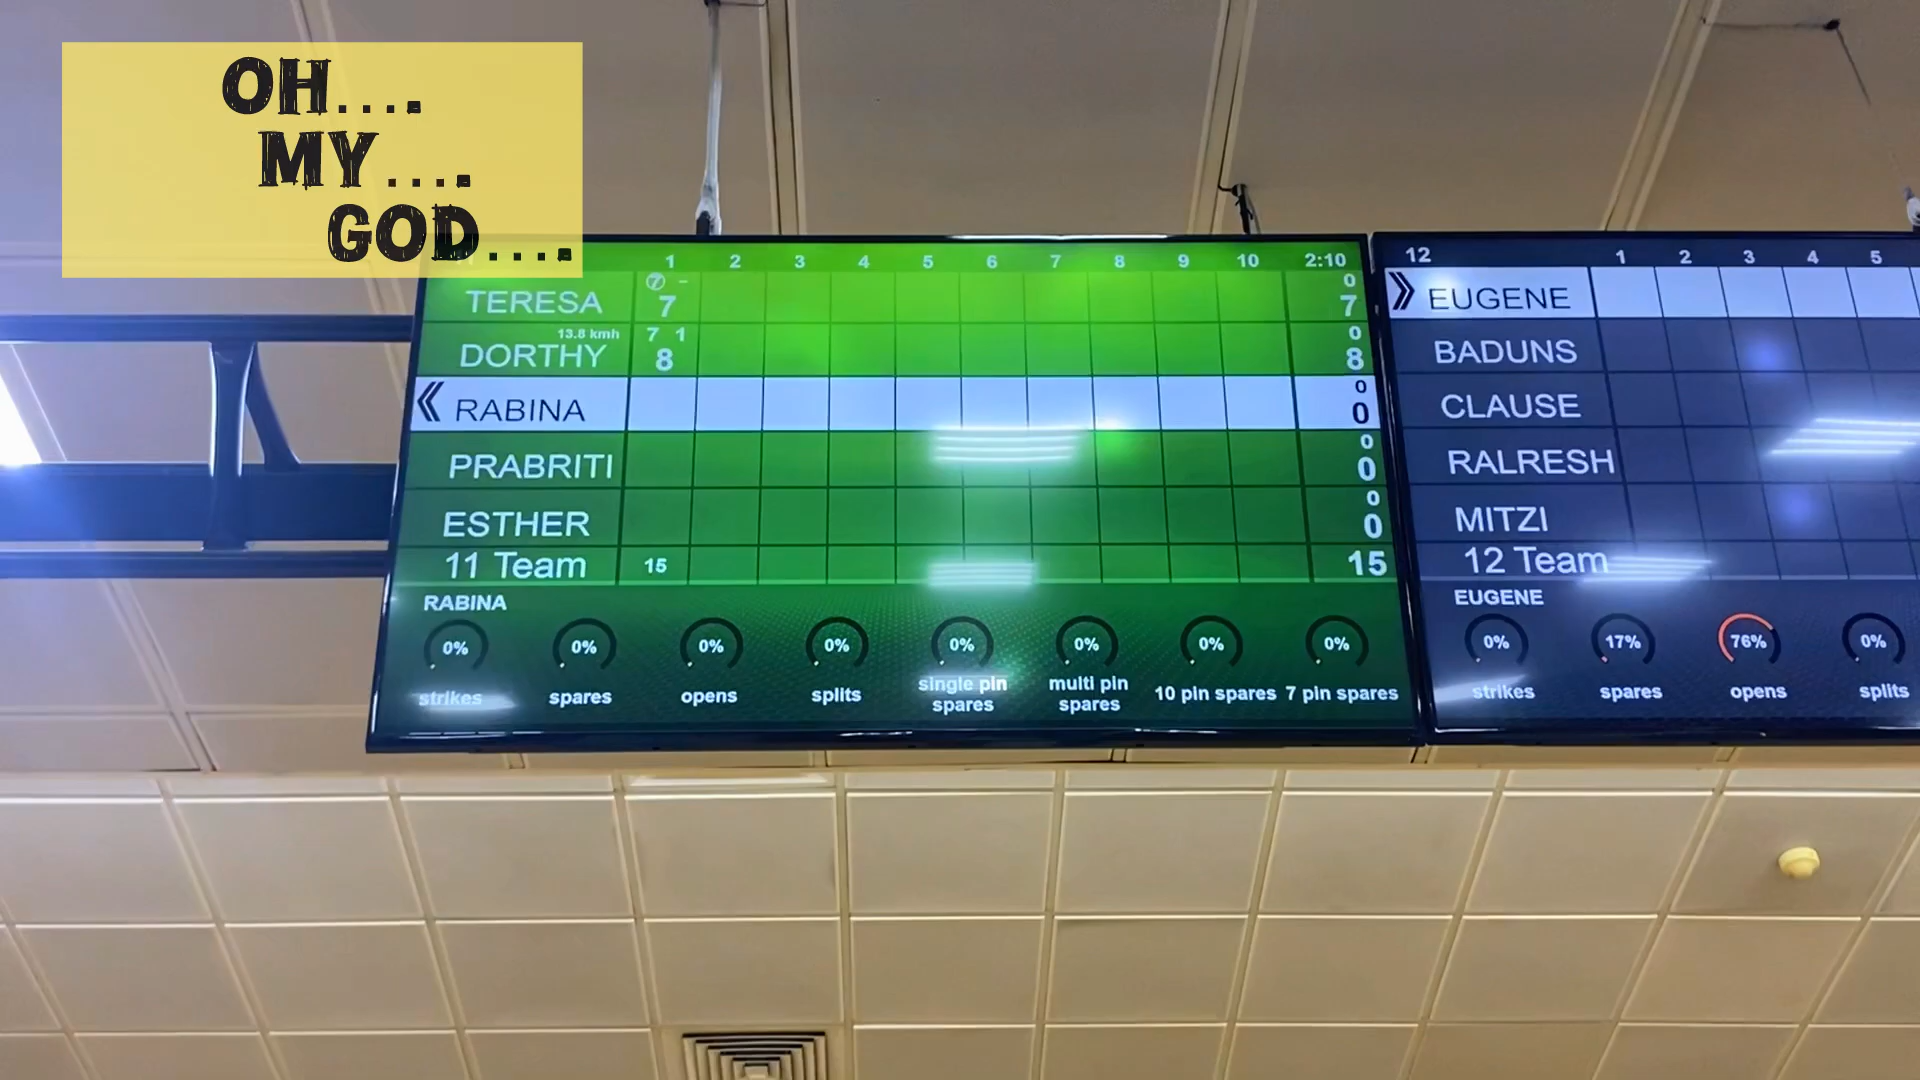 OH....
MY....
GOD....
1 2 3 4 5 6 7 8 9 10 2:10
7 - 0
TERESA 7 7
13.8 kmh 7 1 0
DORTHY 8 8
0
RABINA 0
0
PRABRITI 0
0
ESTHER 0
11 Team 15 15
RABINA
0% 0% 0% 0% 0% 0% 0% 0%
strikes spares opens splits single pin spares multi pin spares 10 pin spares 7 pin spares
12 1 2 3 4 5
EUGENE
BADUNS
CLAUSE
RALRESH
MITZI
12 Team
EUGENE
0% 17% 76% 0%
strikes spares opens splits